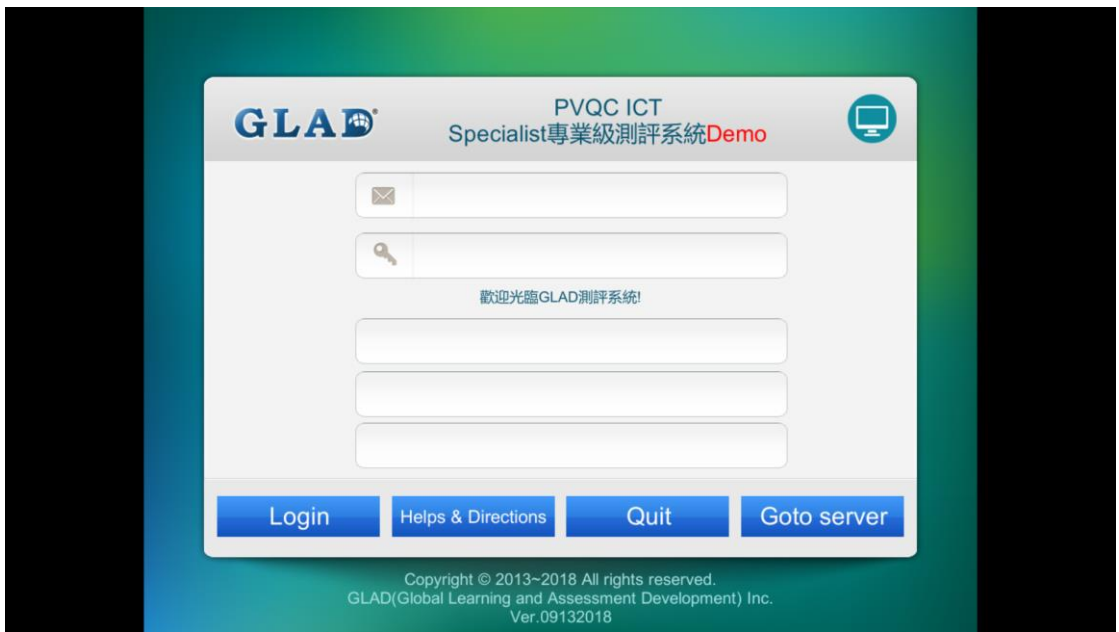 GLAD®
PVQC ICT
Specialist專業級測評系統Demo
歡迎光臨GLAD測評系統!
Login
Helps & Directions
Quit
Goto server
Copyright © 2013~2018 All rights reserved.
GLAD(Global Learning and Assessment Development) Inc.
Ver.09132018